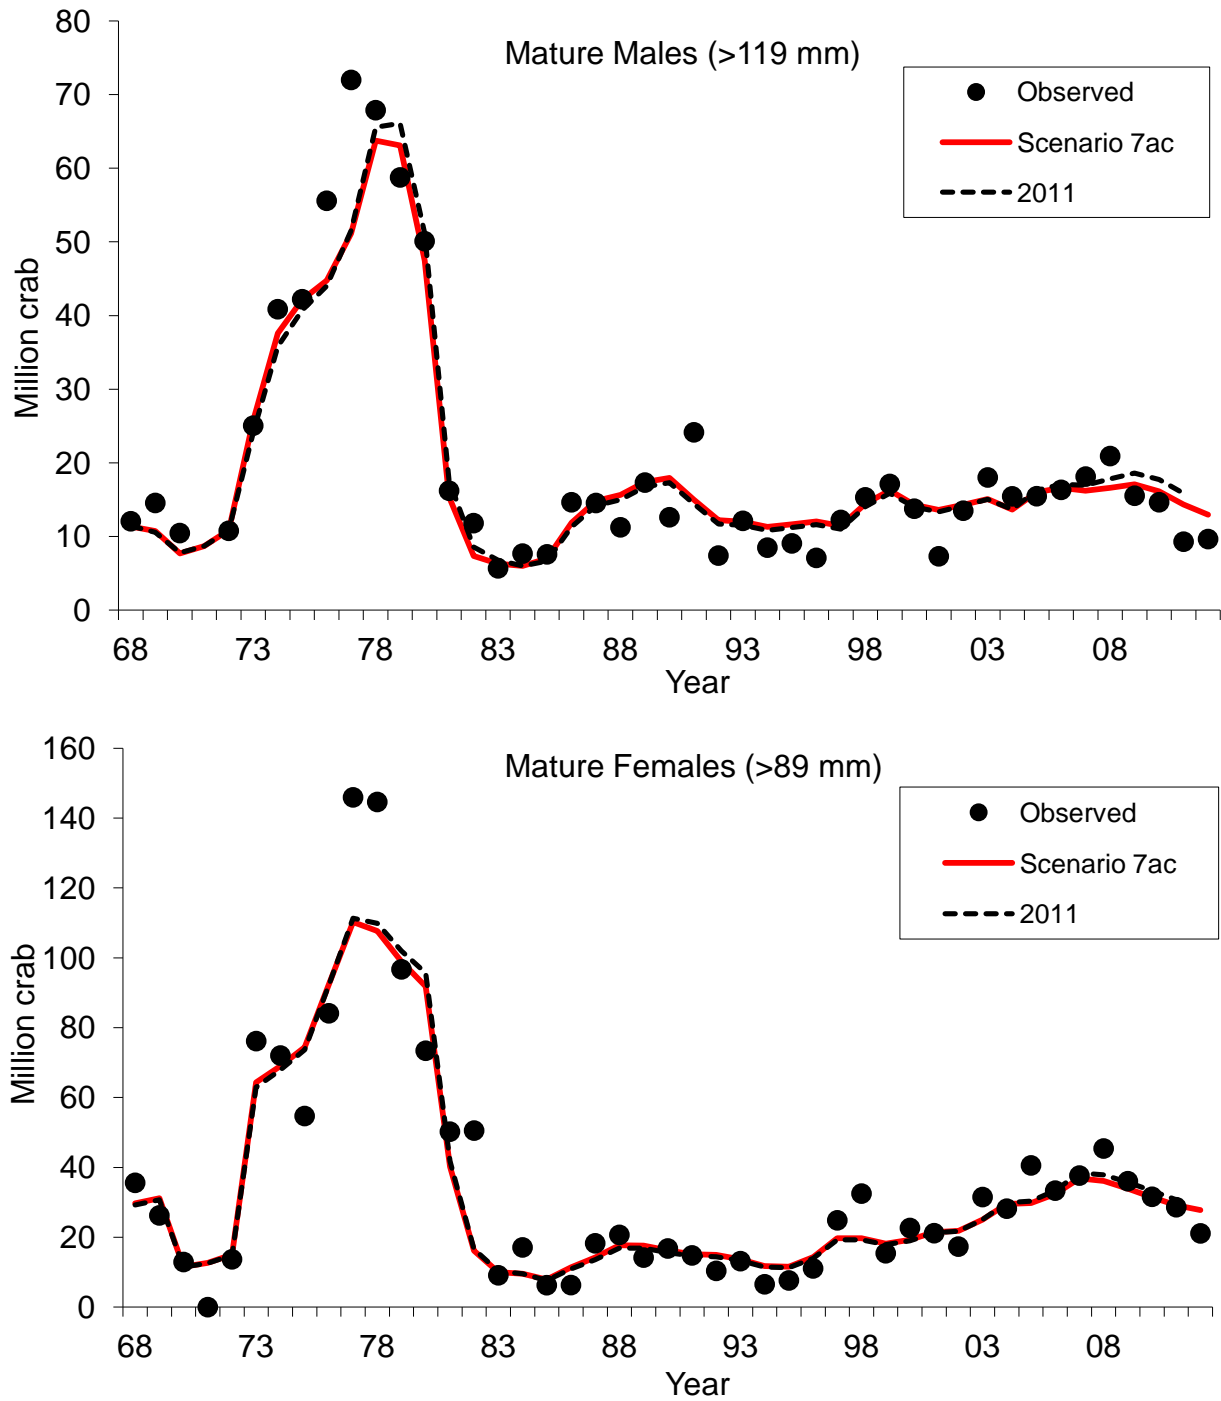 80
Mature Males (>119 mm)
70
Observed
Scenario 7ac
2011
60
50
40
30
20
10
0
Million crab
68 73 78 83 88 93 98 03 08
Year
160
Mature Females (>89 mm)
140
Observed
Scenario 7ac
2011
120
100
80
60
40
20
0
Million crab
68 73 78 83 88 93 98 03 08
Year